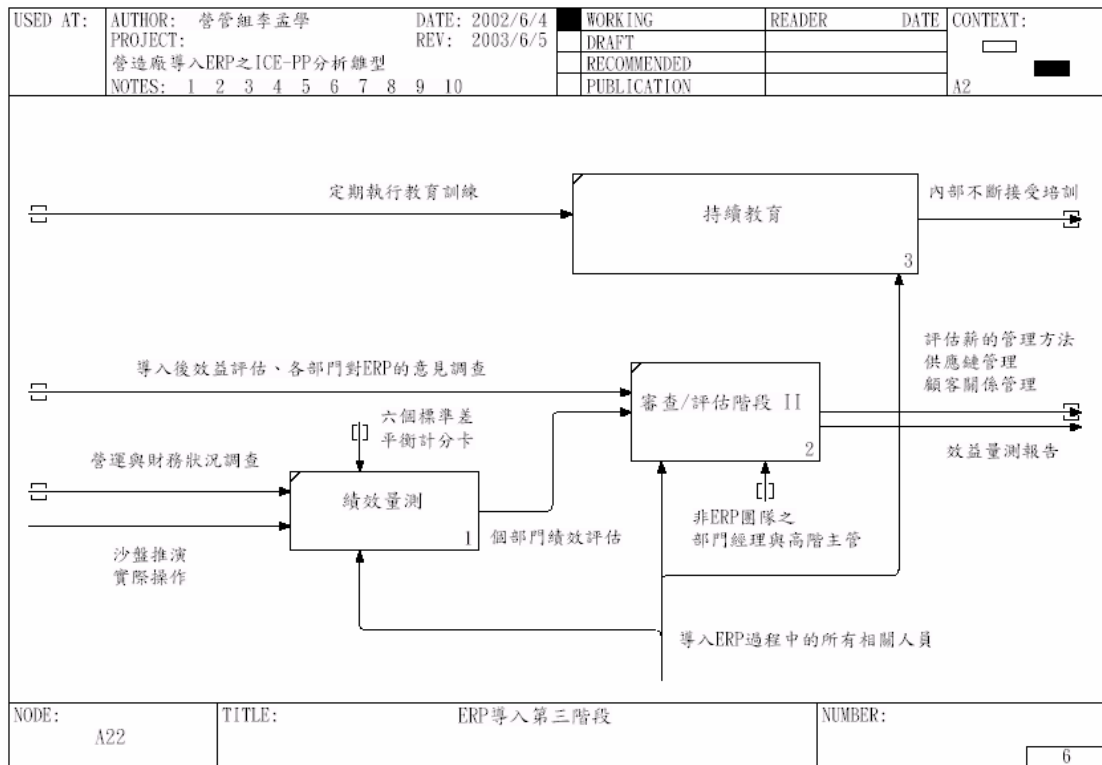 USED AT:
AUTHOR: 營管組李孟學
DATE: 2002/6/4
WORKING
READER
DATE
CONTEXT:
PROJECT:
REV: 2003/6/5
DRAFT
營造廠導入ERP之ICE-PP分析雛型
RECOMMENDED
NOTES: 1 2 3 4 5 6 7 8 9 10
PUBLICATION
A2
定期執行教育訓練
持續教育
3
內部不斷接受培訓
導入後效益評估、各部門對ERP的意見調查
評估薪的管理方法
供應鏈管理
顧客關係管理
審查/評估階段 II
2
六個標準差
平衡計分卡
營運與財務狀況調查
效益量測報告
績效量測
1
個部門績效評估
非ERP團隊之
部門經理與高階主管
沙盤推演
實際操作
導入ERP過程中的所有相關人員
NODE:
A22
TITLE:
ERP導入第三階段
NUMBER:
6